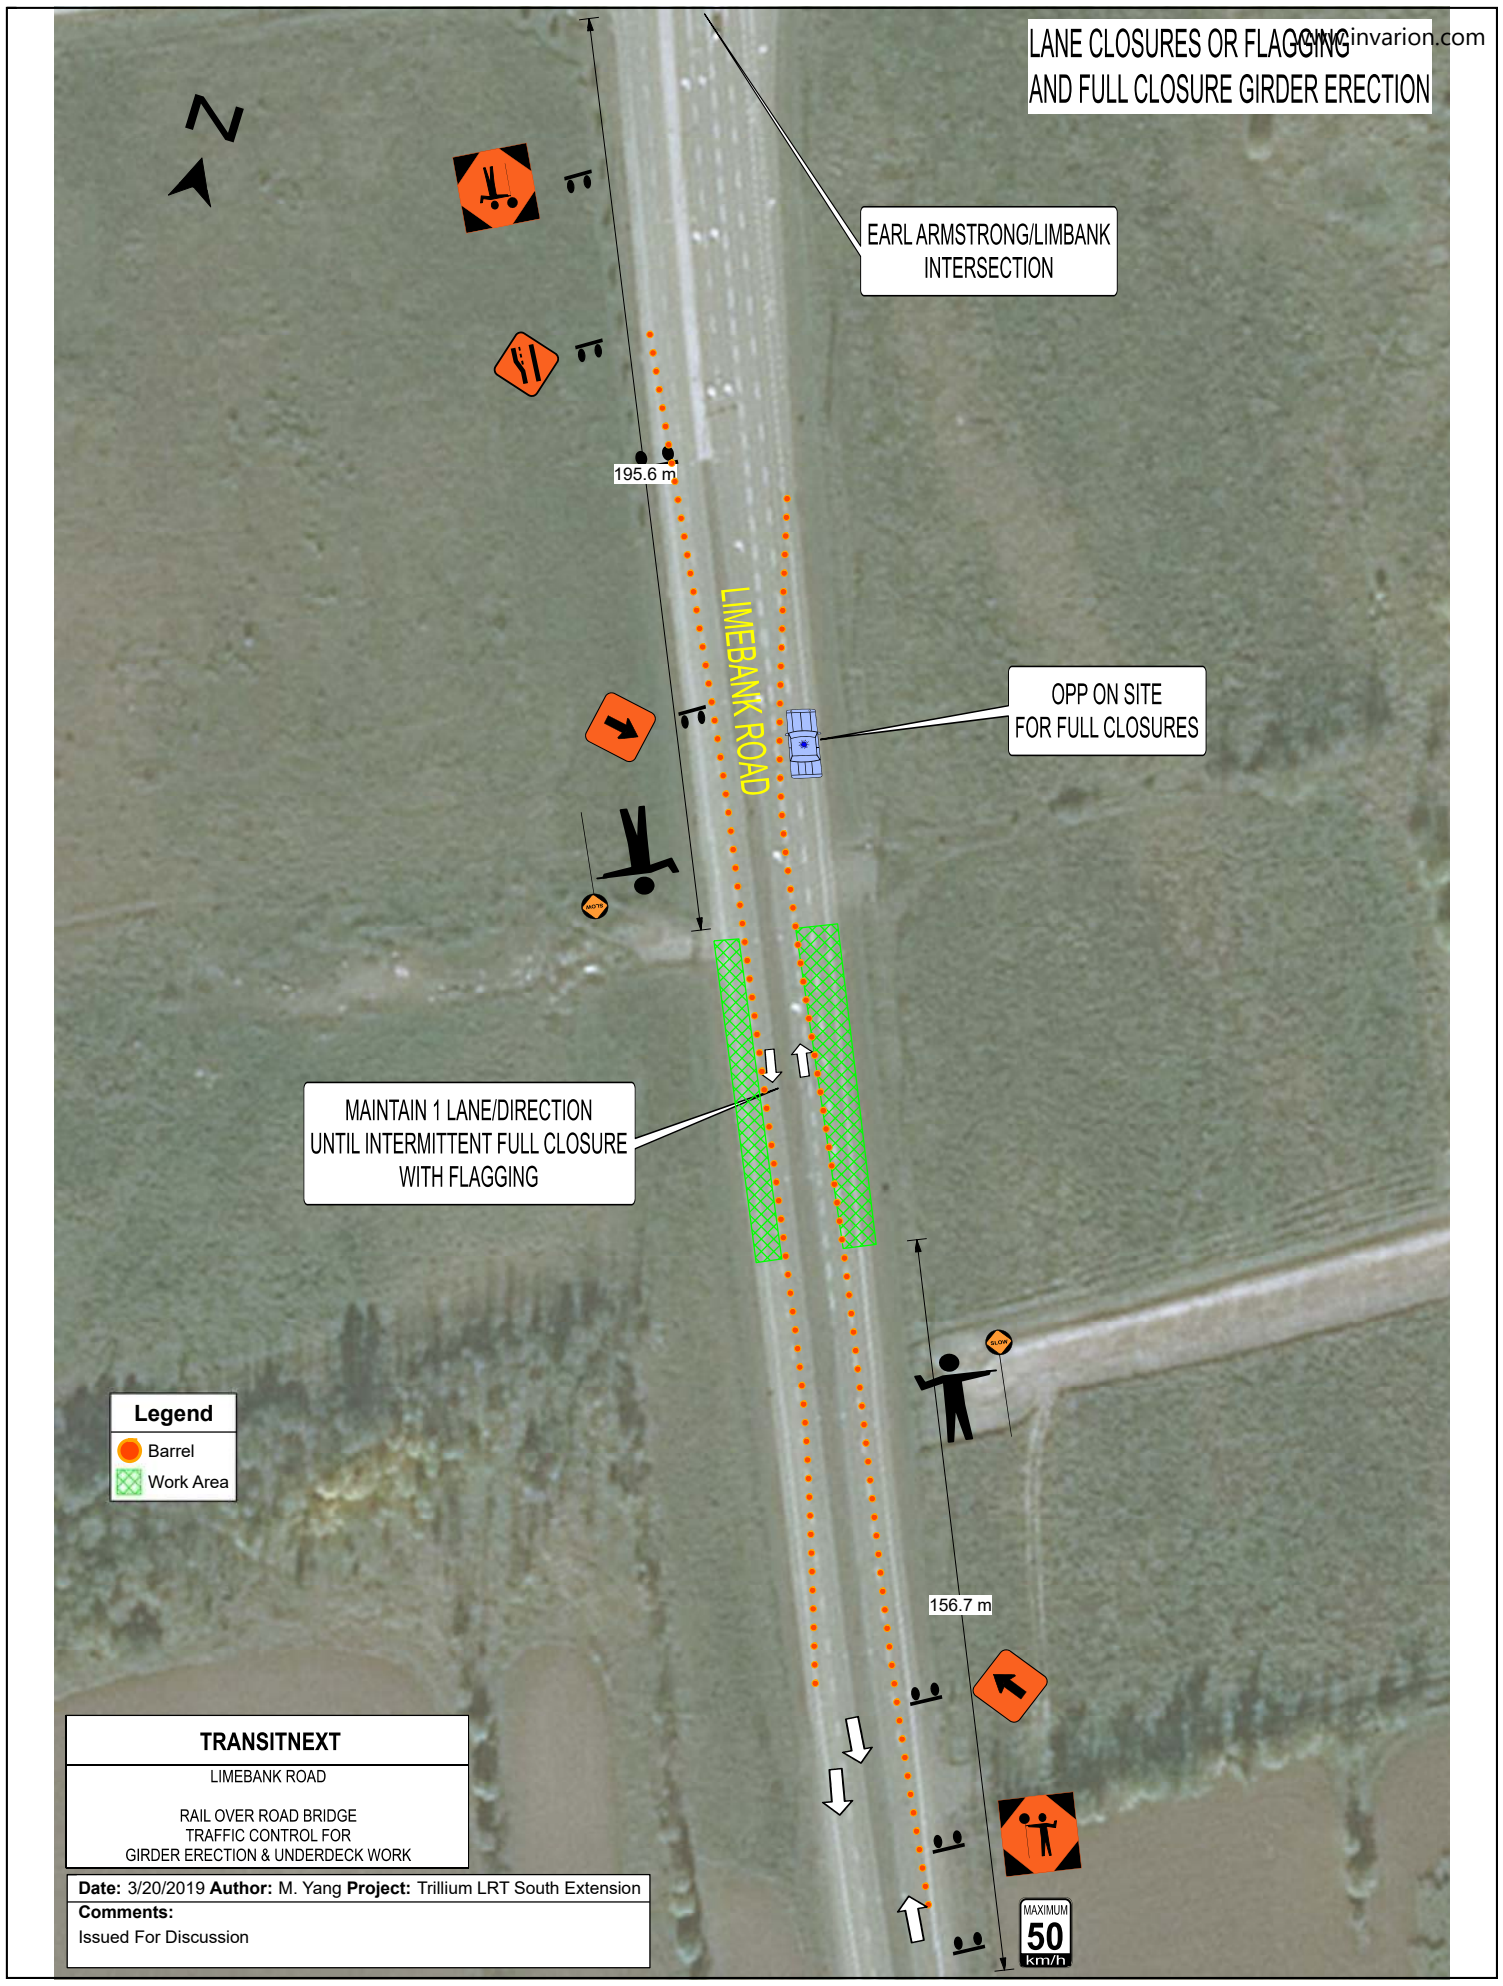 LANE CLOSURES OR FLAGGING
www.invarion.com
AND FULL CLOSURE GIRDER ERECTION
N
EARL ARMSTRONG/LIMBANK
INTERSECTION
195.6 m
LIMEBANK ROAD
OPP ON SITE
FOR FULL CLOSURES
SLOW
MAINTAIN 1 LANE/DIRECTION
UNTIL INTERMITTENT FULL CLOSURE
WITH FLAGGING
SLOW
Legend
Barrel
Work Area
156.7 m
TRANSITNEXT
LIMEBANK ROAD
RAIL OVER ROAD BRIDGE
TRAFFIC CONTROL FOR
GIRDER ERECTION & UNDERDECK WORK
Date: 3/20/2019 Author: M. Yang Project: Trillium LRT South Extension
Comments:
Issued For Discussion
MAXIMUM
50
km/h